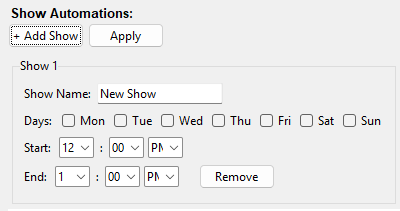 Show Automations:
+ Add Show Apply
Show 1
Show Name: New Show
Days: Mon Tue Wed Thu Fri Sat Sun
Start: 12 : 00
End: 1 : 00 Remove